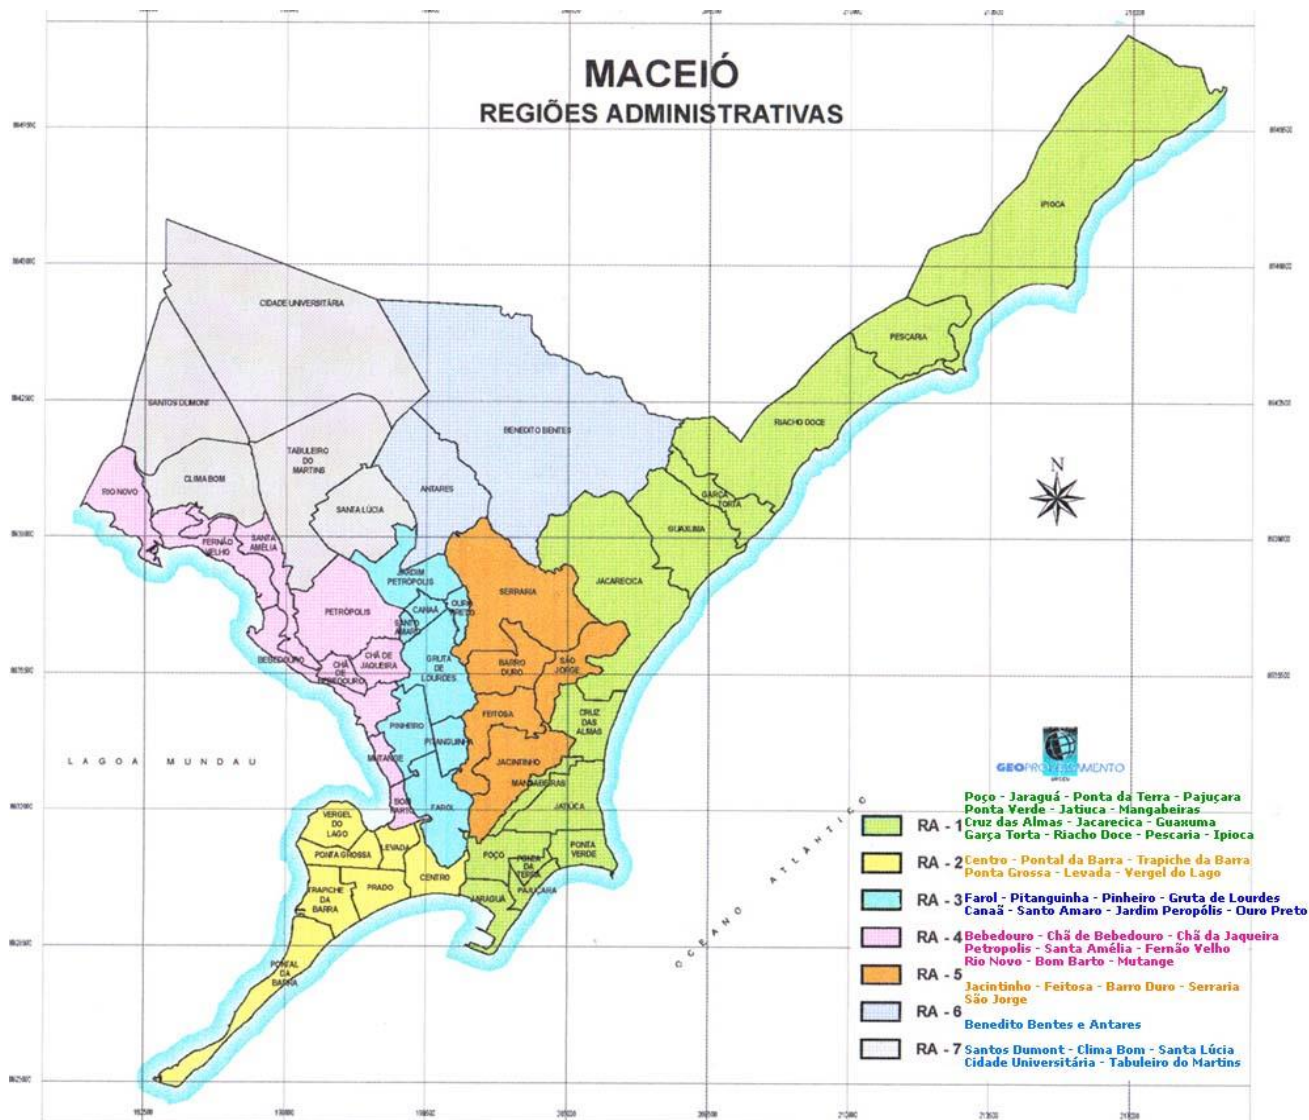 MACEIÓ
REGIÕES ADMINISTRATIVAS
IPIOCA
CIDADE UNIVERSITÁRIA
PESCARIA
SANTOS DUMONT
RIACHO DOCE
BENEDITO BENTES
TABULEIRO
DO
MARTINS
N
CLIMA BOM
RIO NOVO
ANTARES
GARÇA
TORTA
SANTA LÚCIA
GUAXUMA
FERNÃO
VELHO
SANTA
AMÉLIA
JARDIM
PETRÓPOLIS
JACARECICA
SERRARIA
PETRÓPOLIS
CANAÃ
OURO
PRETO
SANTO
AMARO
BEBEDOURO
CHÃ DE
JAQUEIRA
CHÃ
DE
BEBEDOURO
GRUTA
DE
LOURDES
BARRO
DURO
SÃO
JORGE
FEITOSA
CRUZ
DAS
ALMAS
PINHEIRO
PITANGUINHA
LAGOA MUNDAU
MUTANGE
JACINTINHO
MANGABEIRAS
GEOPROCESSAMENTO
BOM
PARTO
FAROL
JATIÚCA
VERGEL
DO
LAGO
PONTA GROSSA
LEVADA
POÇO
PONTA
DA
TERRA
PONTA
VERDE
CENTRO
PRADO
TRAPICHE
DA
BARRA
JARAGUÁ
PAJUÇARA
OCEANO ATLÂNTICO
PONTAL
DA
BARRA
RA - 1
Poço - Jaraguá - Ponta da Terra - Pajuçara
Ponta Verde - Jatiuca - Mangabeiras
Cruz das Almas - Jacarecica - Guaxuma
Garça Torta - Riacho Doce - Pescaria - Ipioca
RA - 2
Centro - Pontal da Barra - Trapiche da Barra
Ponta Grossa - Levada - Vergel do Lago
RA - 3
Farol - Pitanguinha - Pinheiro - Gruta de Lourdes
Canaã - Santo Amaro - Jardim Peropólis - Ouro Preto
RA - 4
Bebedouro - Chã de Bebedouro - Chã da Jaqueira
Petropolis - Santa Amélia - Fernão Velho
Rio Novo - Bom Barto - Mutange
RA - 5
Jacintinho - Feitosa - Barro Duro - Serraria
São Jorge
RA - 6
Benedito Bentes e Antares
RA - 7
Santos Dumont - Clima Bom - Santa Lúcia
Cidade Universitária - Tabuleiro do Martins